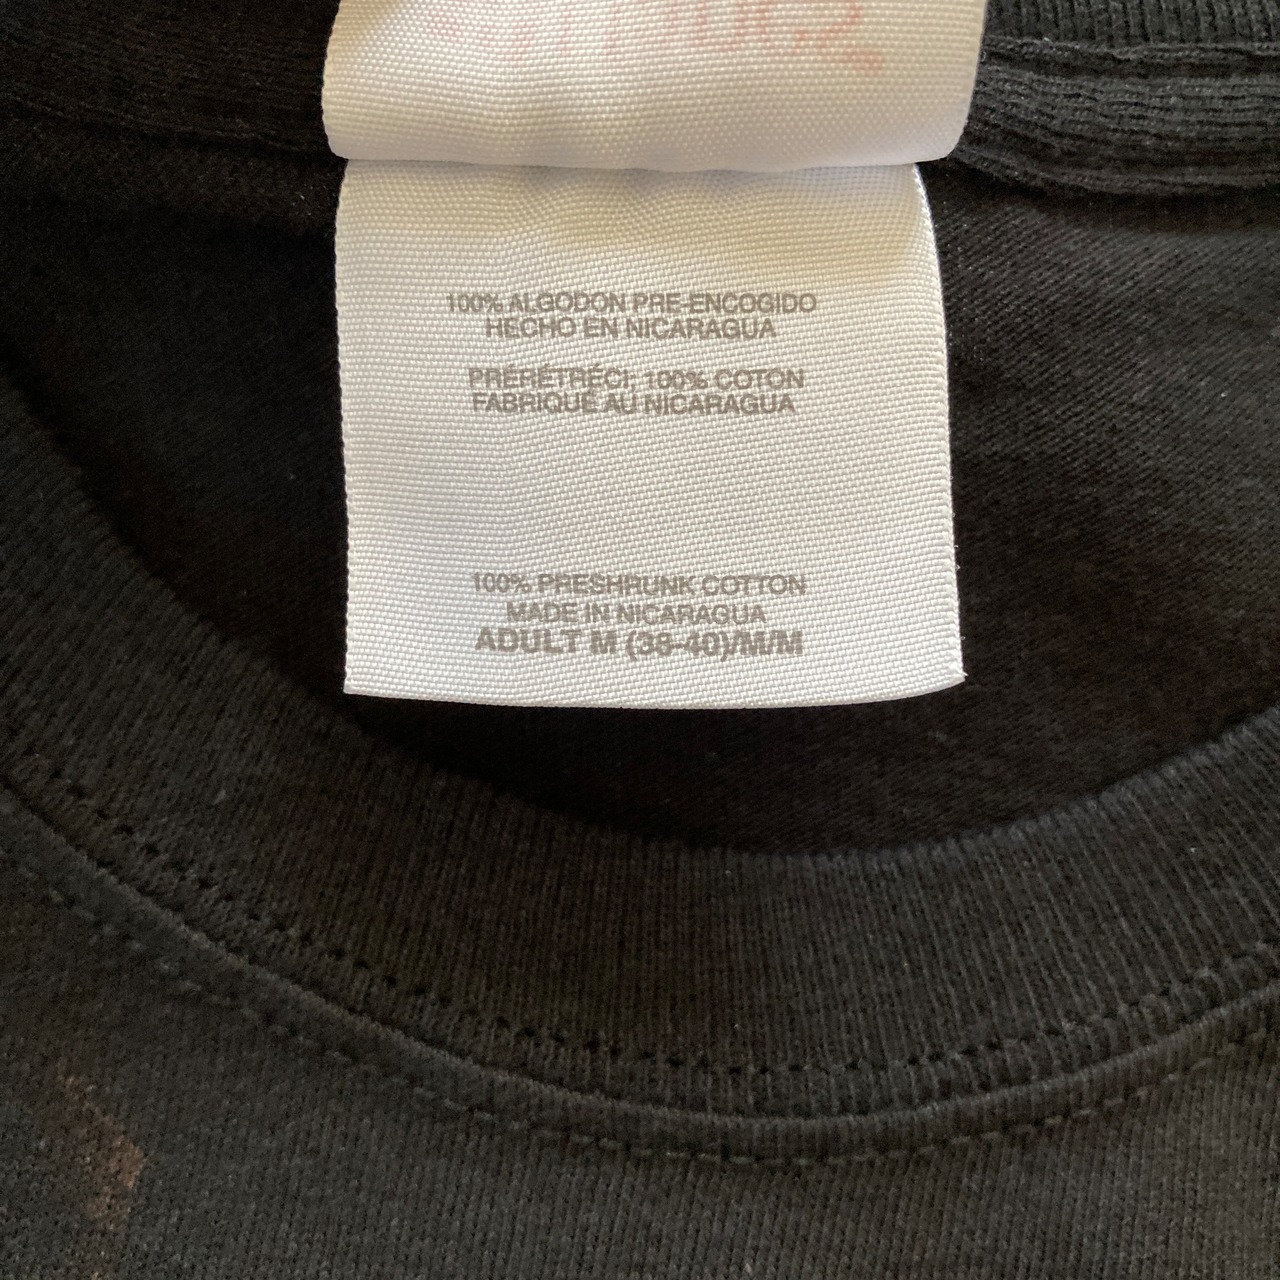 100% ALGODON PRE-ENCOGIDO
HECHO EN NICARAGUA
PRÉRÉTRÉCI; 100% COTON
FABRIQUÉ AU NICARAGUA
100% PRESHRUNK COTTON
MADE IN NICARAGUA
ADULT M (38-40)/M/M